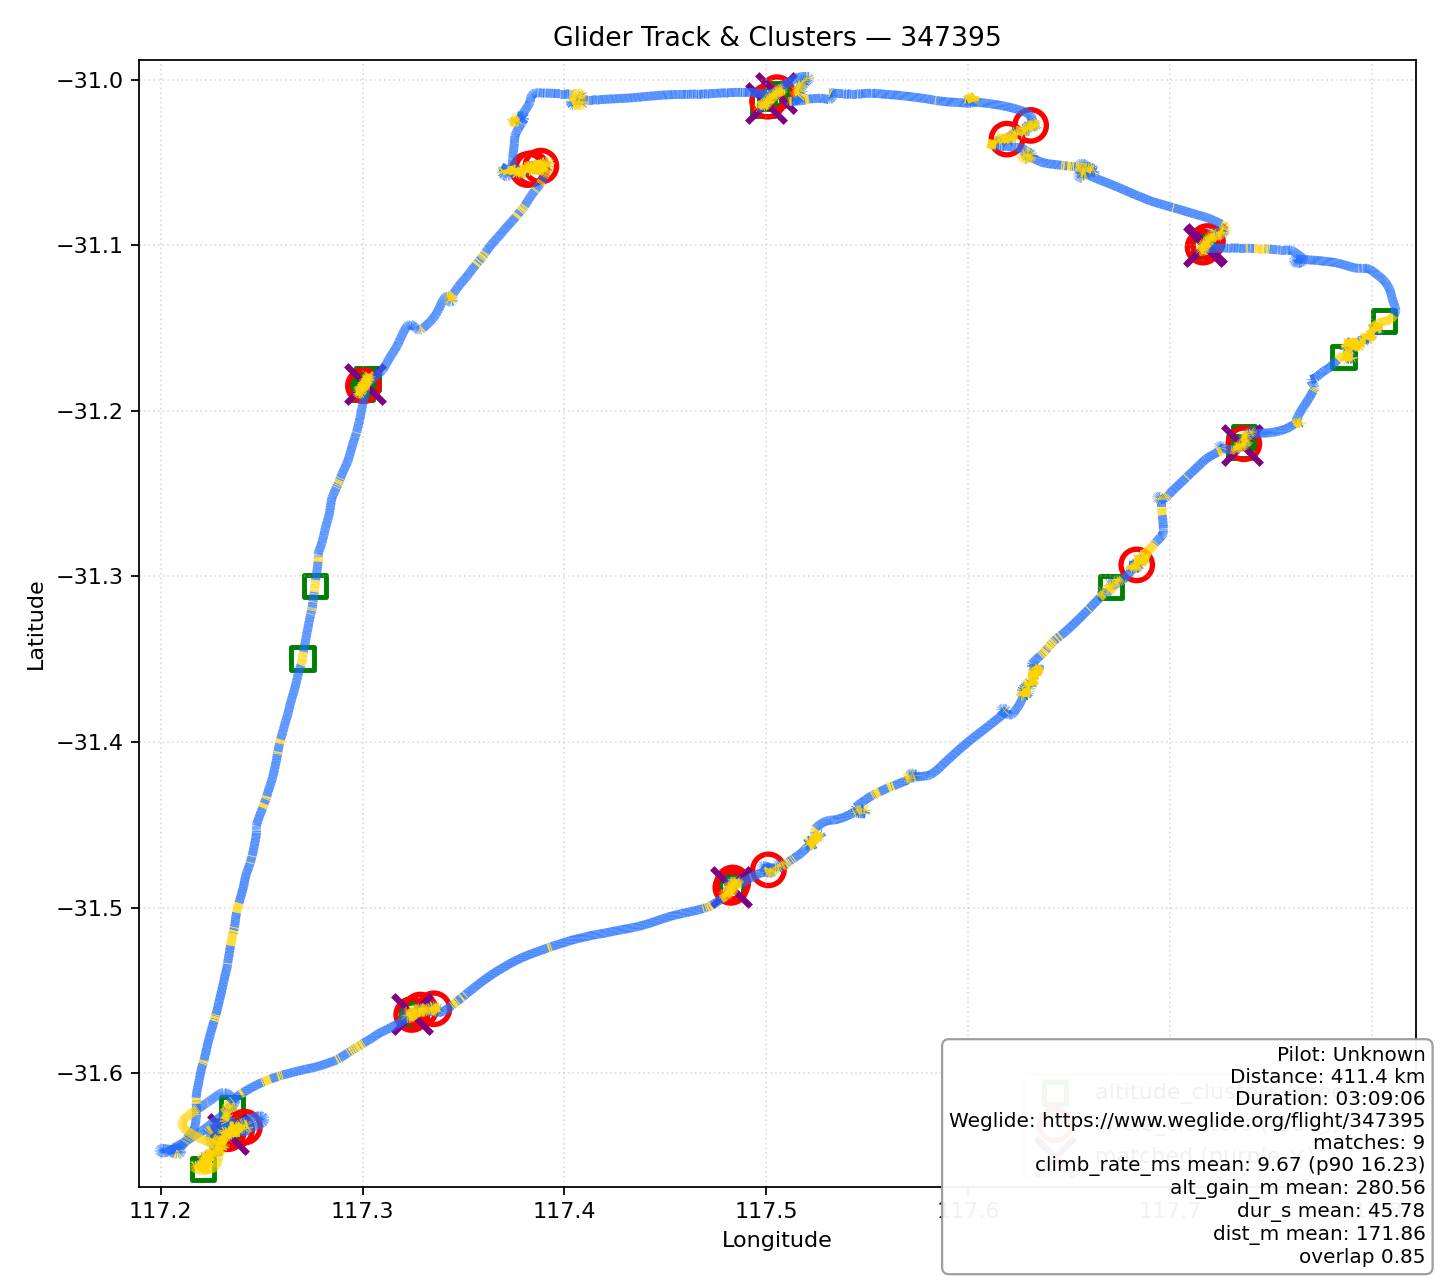 Glider Track & Clusters — 347395
−31.0
−31.1
−31.2
−31.3
−31.4
−31.5
−31.6
Latitude
117.2
117.3
117.4
117.5
117.6
117.7
Longitude
altitude_clusters
matched (purple
Pilot: Unknown
Distance: 411.4 km
Duration: 03:09:06
Weglide: https://www.weglide.org/flight/347395
matches: 9
climb_rate_ms mean: 9.67 (p90 16.23)
alt_gain_m mean: 280.56
dur_s mean: 45.78
dist_m mean: 171.86
overlap 0.85